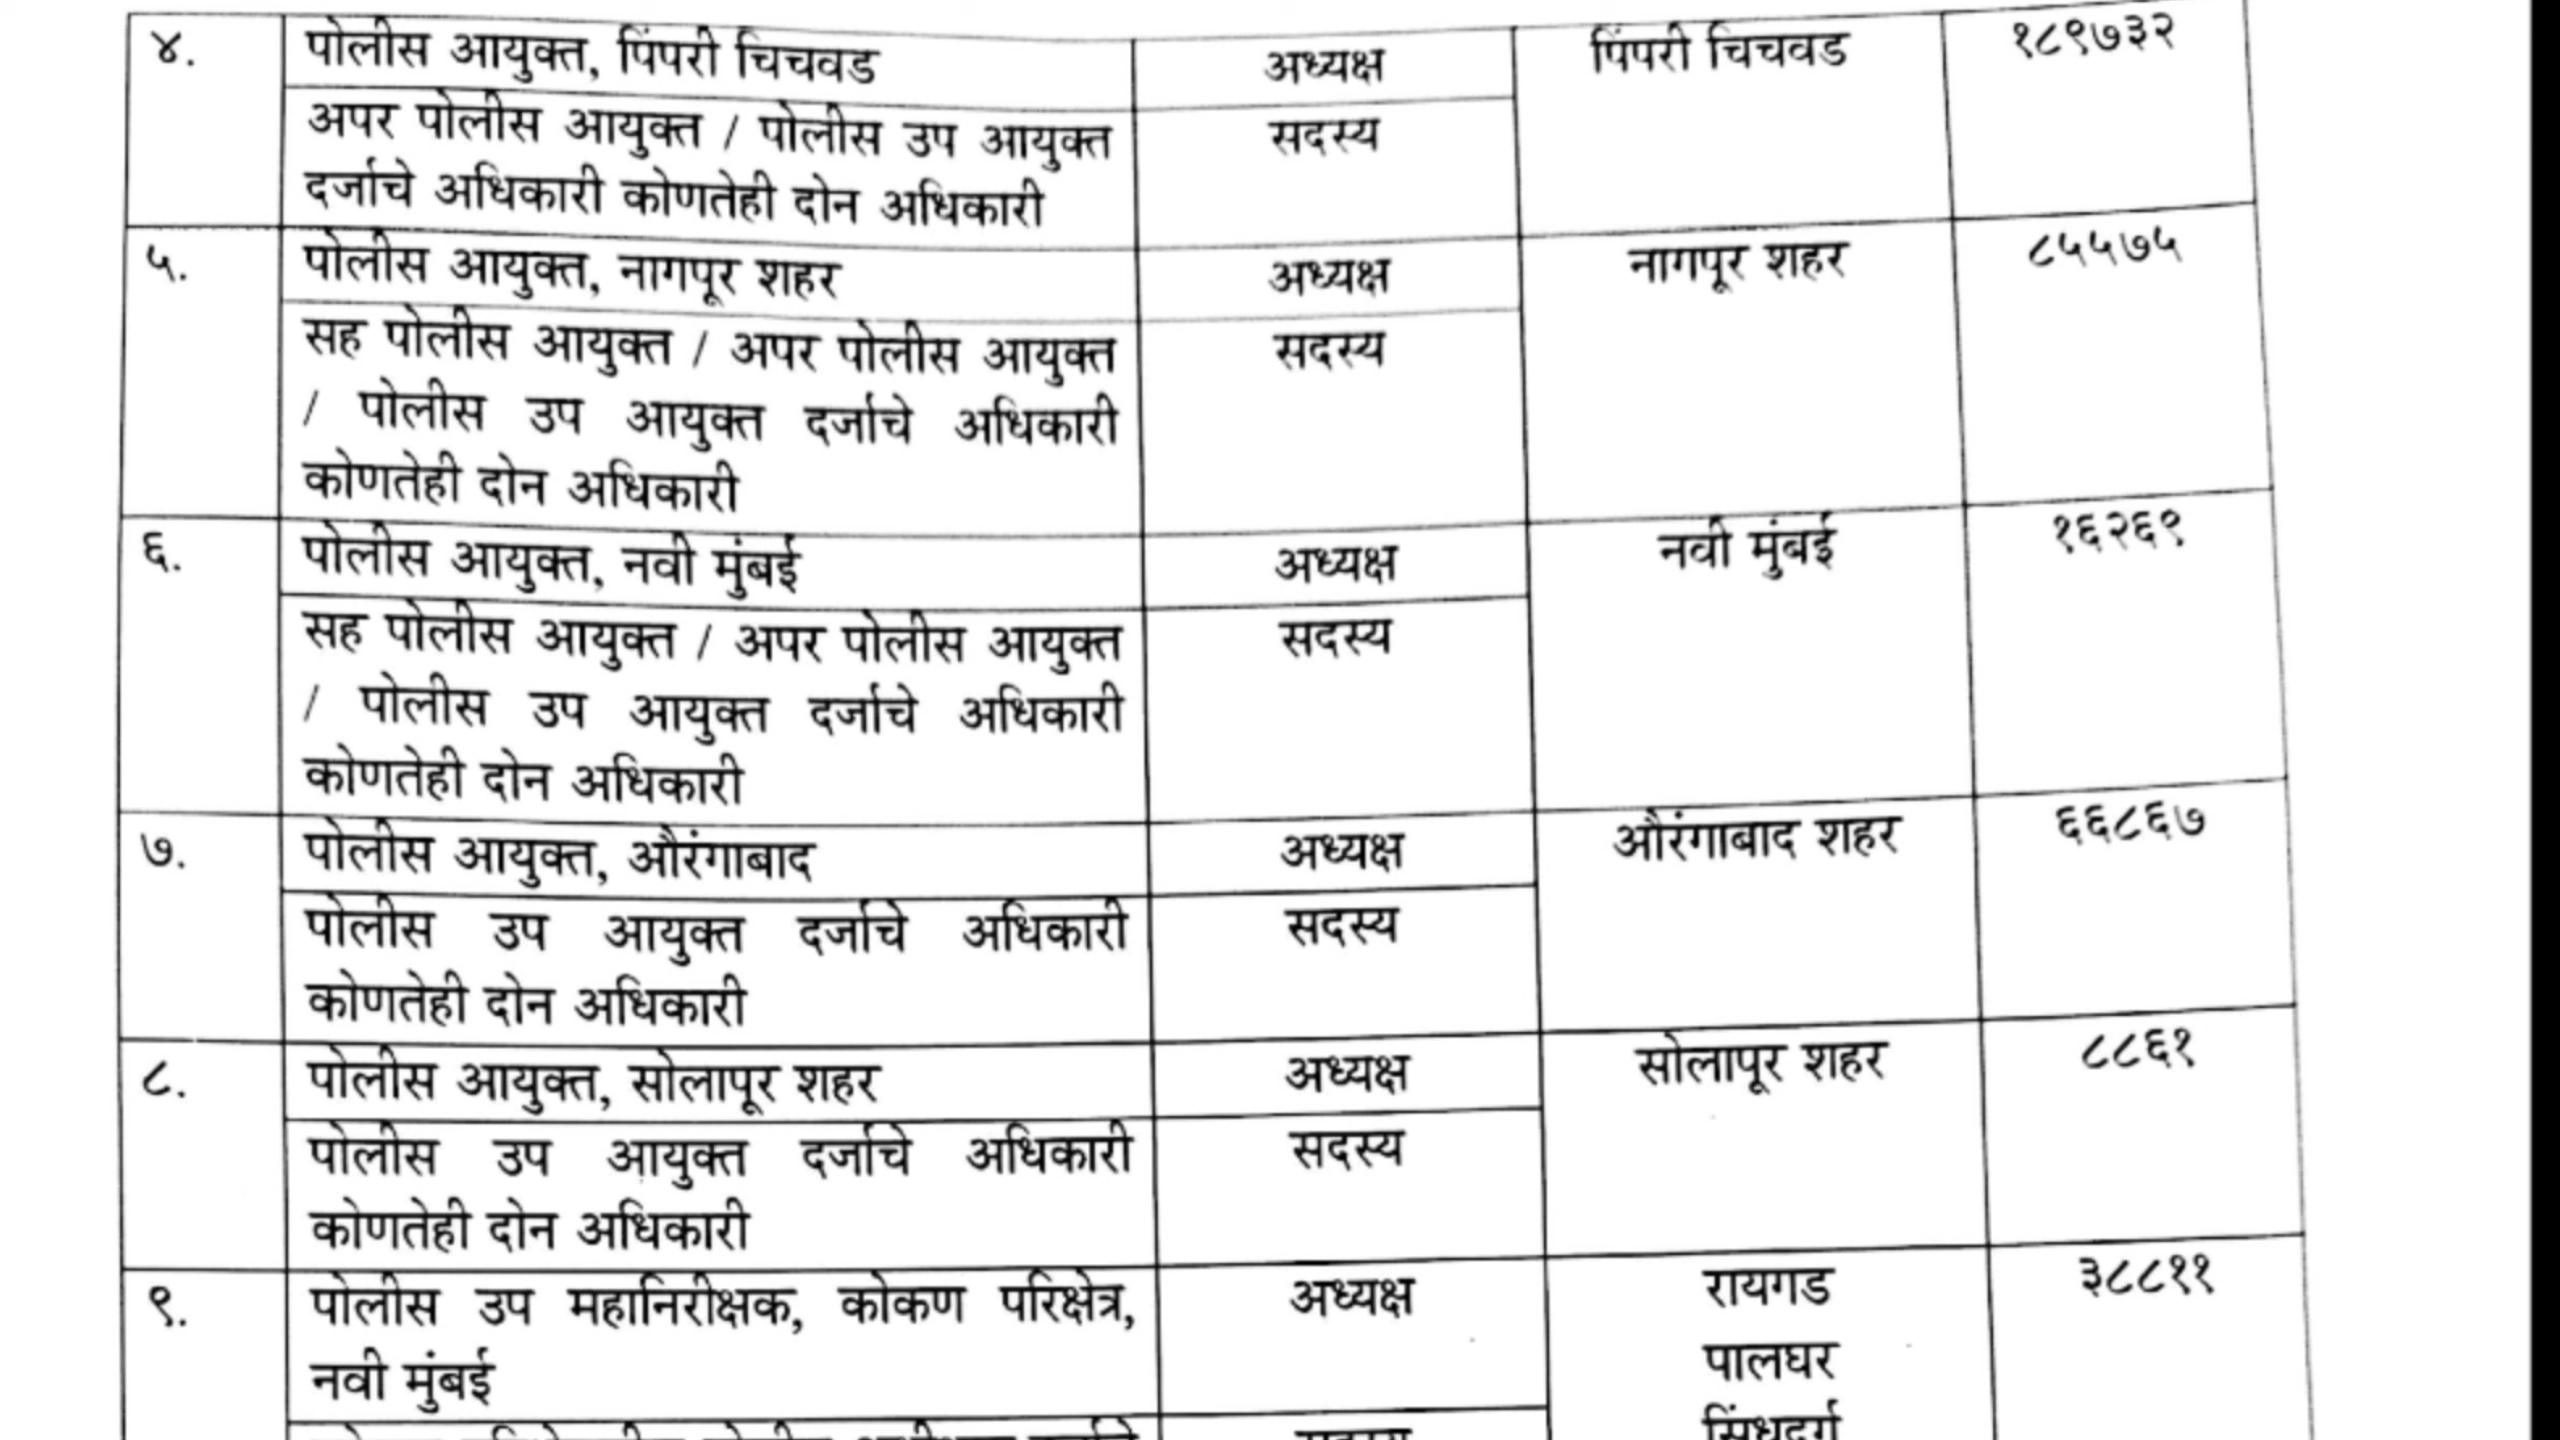 ४. पोलीस आयुक्त, पिंपरी चिचवड अध्यक्ष पिंपरी चिचवड १८९७३२
अपर पोलीस आयुक्त / पोलीस उप आयुक्त सदस्य
दर्जाचे अधिकारी कोणतेही दोन अधिकारी
५. पोलीस आयुक्त, नागपूर शहर अध्यक्ष नागपूर शहर ८५५७५
सह पोलीस आयुक्त / अपर पोलीस आयुक्त सदस्य
/ पोलीस उप आयुक्त दर्जाचे अधिकारी
कोणतेही दोन अधिकारी
६. पोलीस आयुक्त, नवी मुंबई अध्यक्ष नवी मुंबई १६२६९
सह पोलीस आयुक्त / अपर पोलीस आयुक्त सदस्य
/ पोलीस उप आयुक्त दर्जाचे अधिकारी
कोणतेही दोन अधिकारी
७. पोलीस आयुक्त, औरंगाबाद अध्यक्ष औरंगाबाद शहर ६६८६७
पोलीस उप आयुक्त दर्जाचे अधिकारी सदस्य
कोणतेही दोन अधिकारी
८. पोलीस आयुक्त, सोलापूर शहर अध्यक्ष सोलापूर शहर ८८६१
पोलीस उप आयुक्त दर्जाचे अधिकारी सदस्य
कोणतेही दोन अधिकारी
९. पोलीस उप महानिरीक्षक, कोकण परिक्षेत्र, अध्यक्ष रायगड ३८८११
नवी मुंबई पालघर
सिंधुदुर्ग